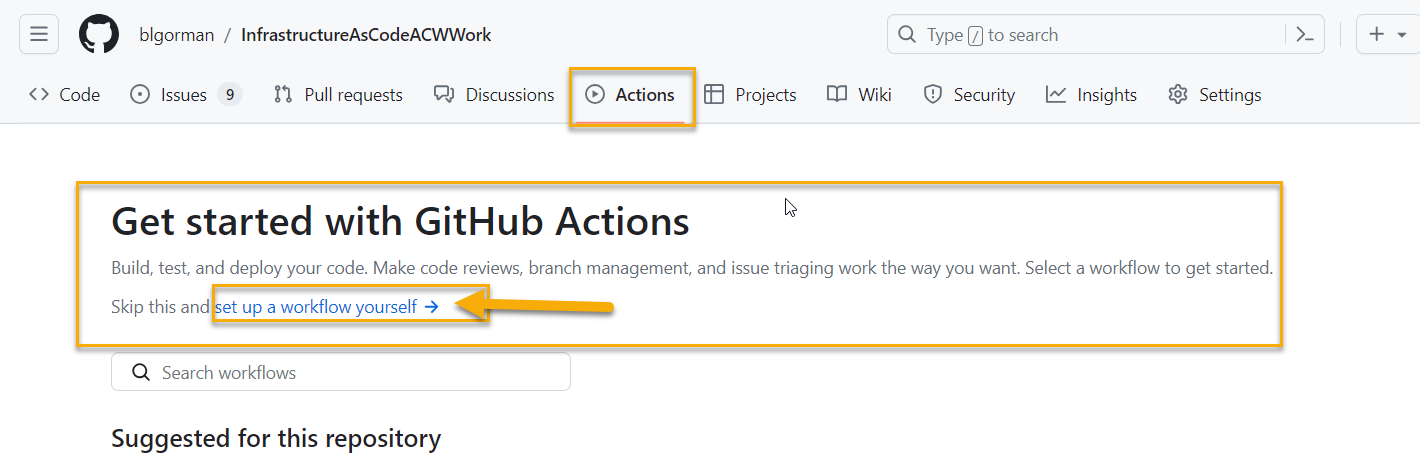 blgorman / InfrastructureAsCodeACWWork
Type / to search
Code
Issues 9
Pull requests
Discussions
Actions
Projects
Wiki
Security
Insights
Settings
Get started with GitHub Actions
Build, test, and deploy your code. Make code reviews, branch management, and issue triaging work the way you want. Select a workflow to get started.
Skip this and set up a workflow yourself →
Search workflows
Suggested for this repository